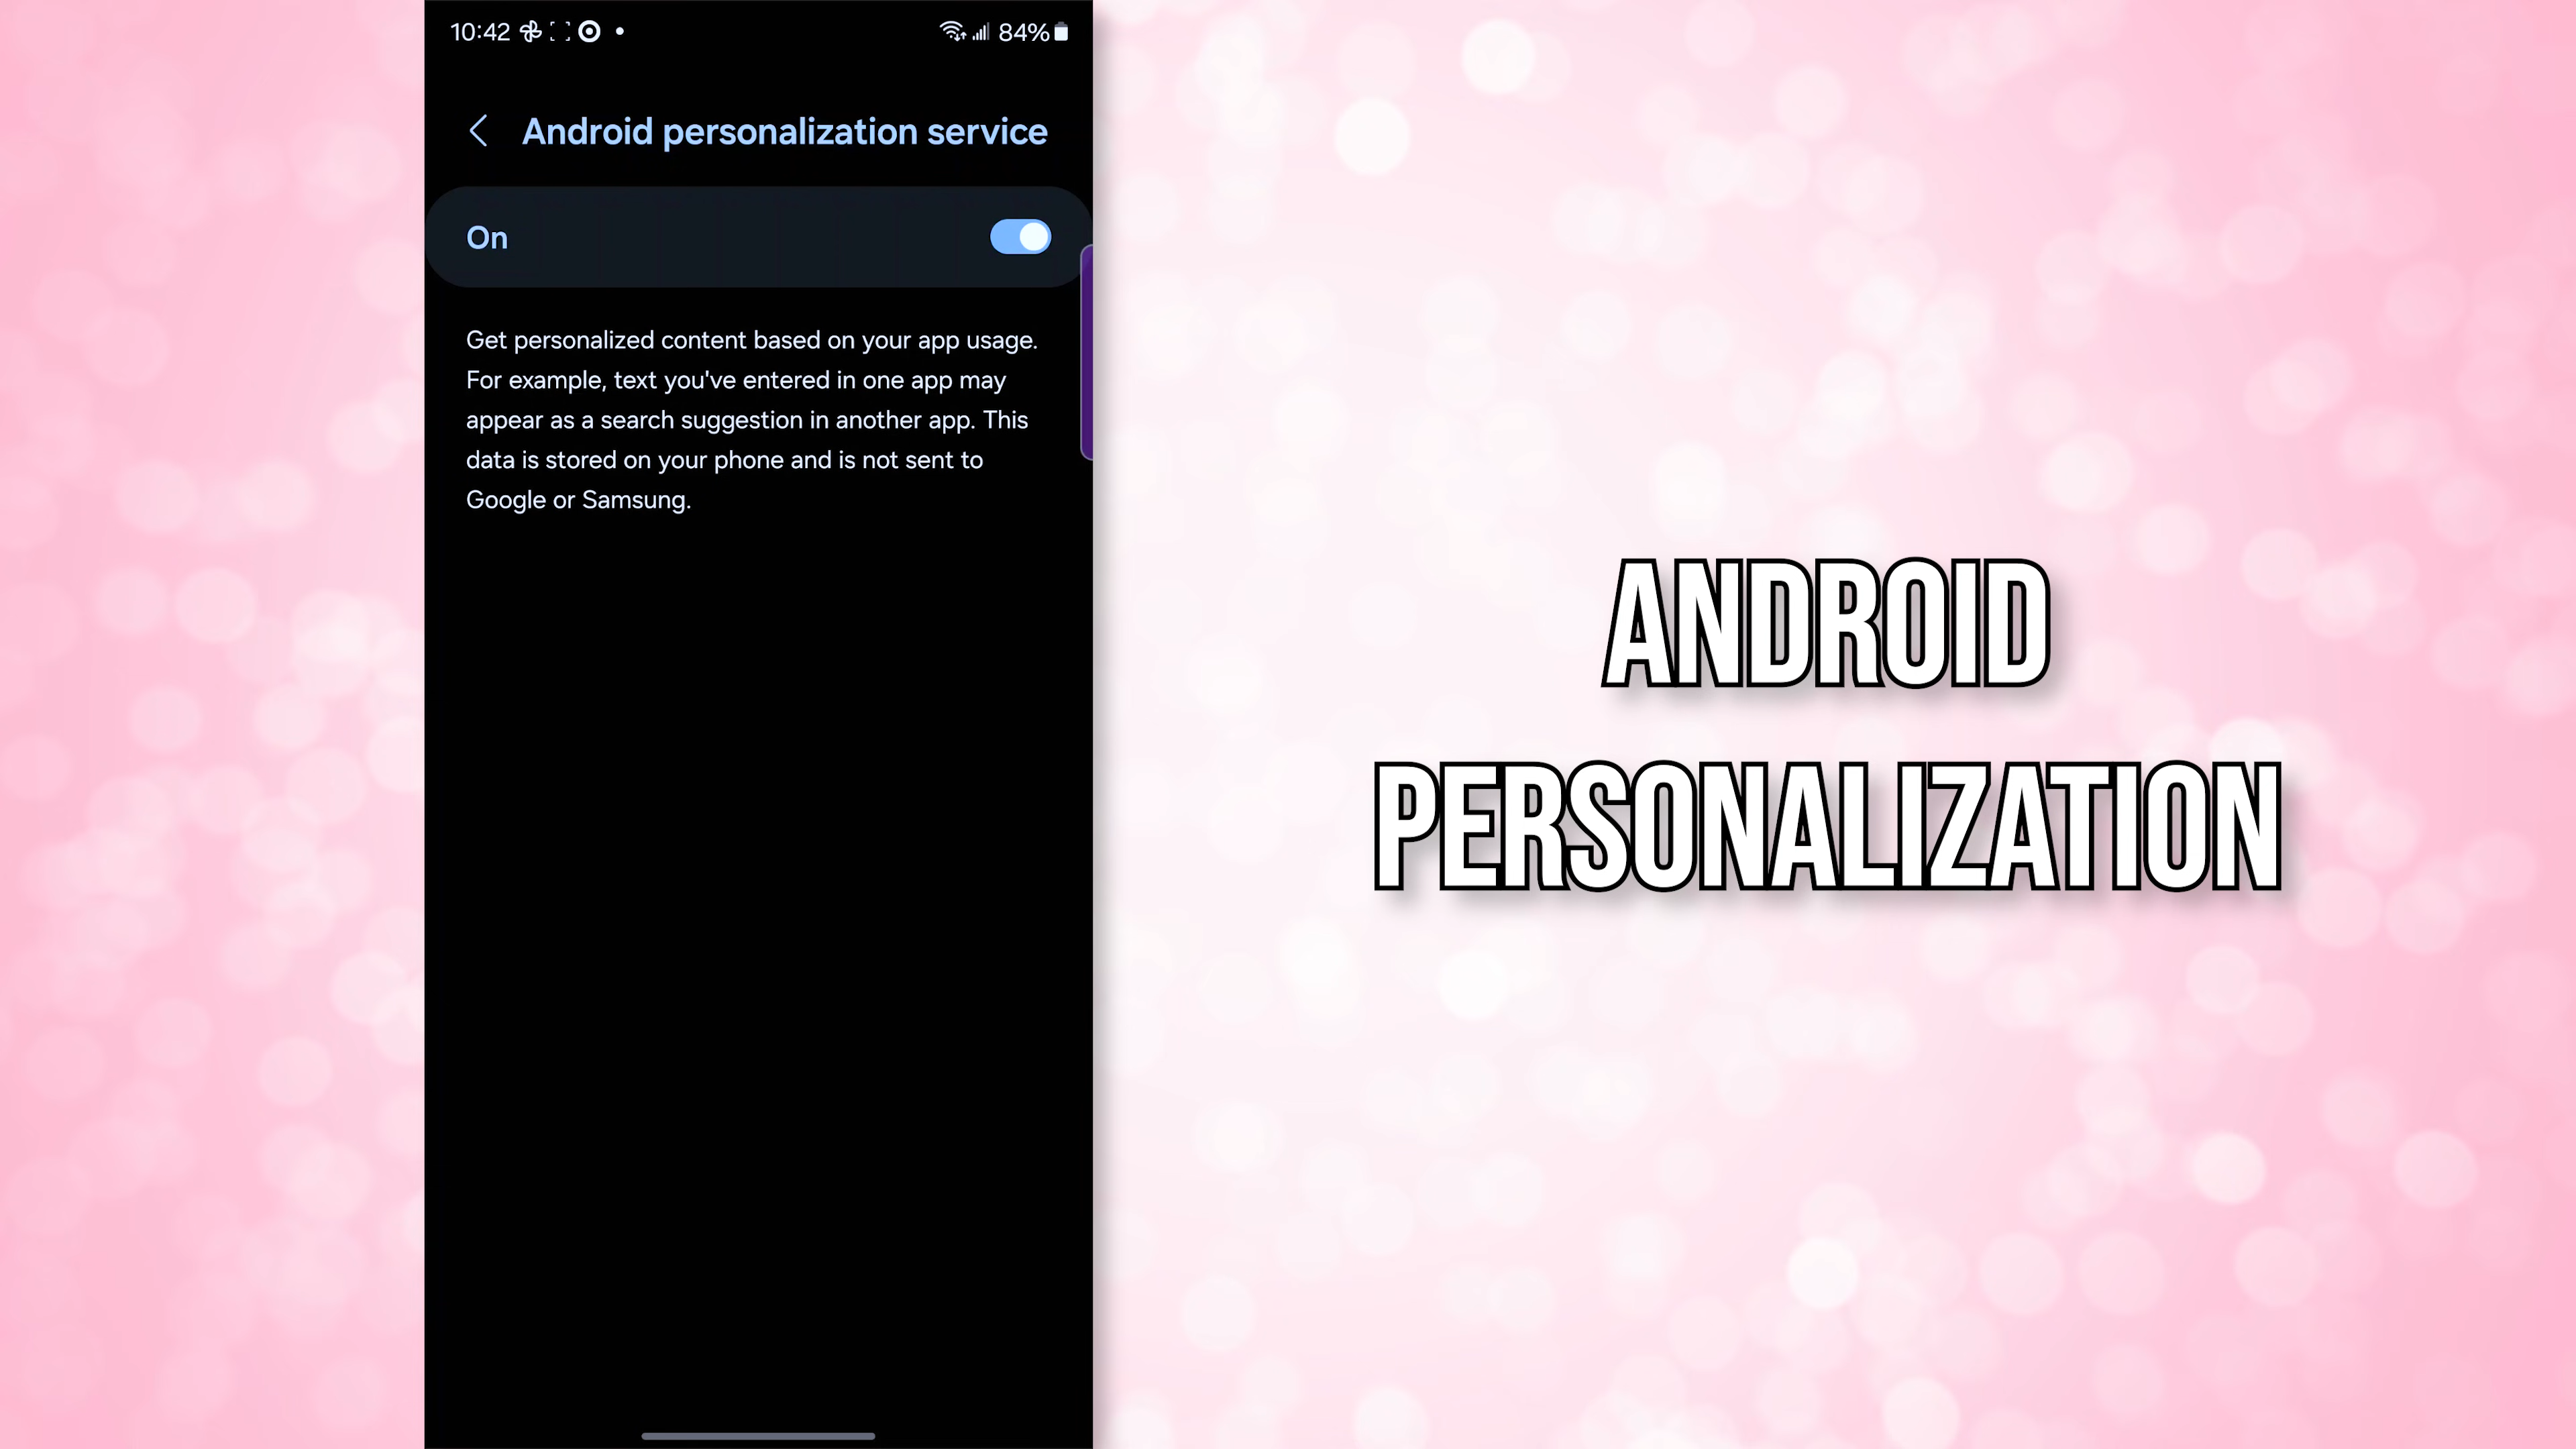 10:42
84%
Android personalization service
On
Get personalized content based on your app usage.
For example, text you've entered in one app may
appear as a search suggestion in another app. This
data is stored on your phone and is not sent to
Google or Samsung.
ANDROID
PERSONALIZATION